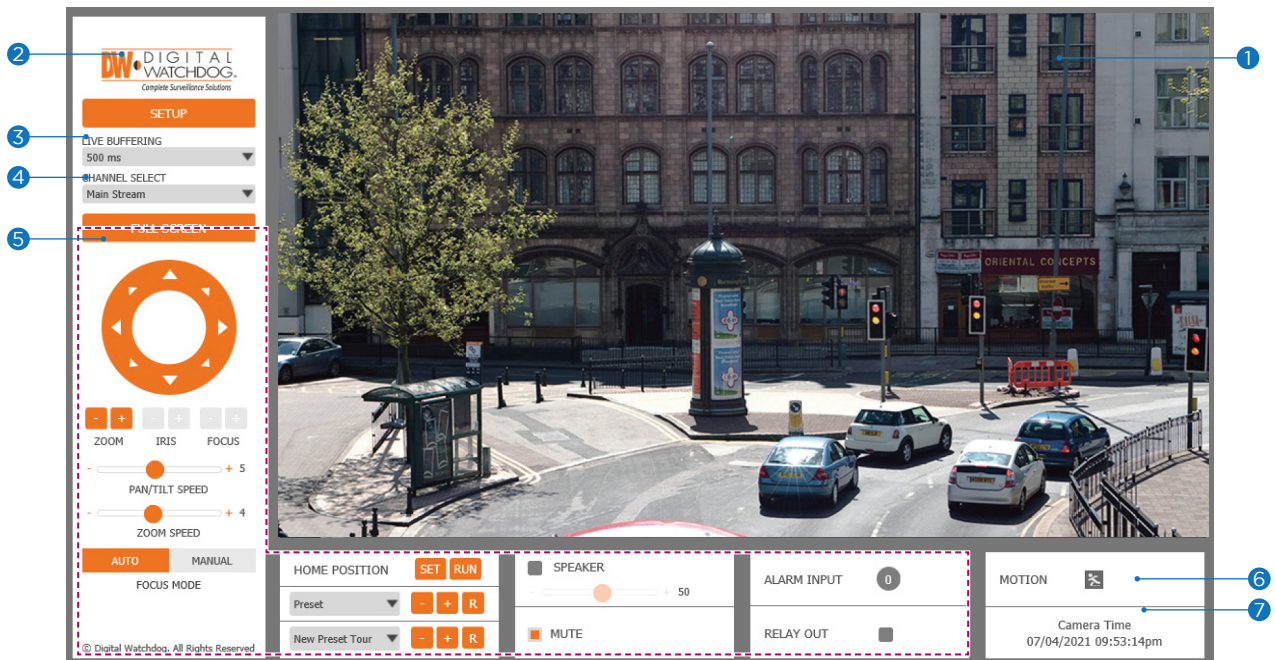 1
2
DW
DIGITAL
WATCHDOG®
Complete Surveillance Solutions
SETUP
3
LIVE BUFFERING
500 ms
4
CHANNEL SELECT
Main Stream
FULL SCREEN
5
- +
- +
- +
ZOOM IRIS FOCUS
- + 5
PAN/TILT SPEED
- + 4
ZOOM SPEED
AUTO MANUAL
FOCUS MODE
© Digital Watchdog. All Rights Reserved
ORIENTAL CONCEPTS
HOME POSITION SET RUN
Preset - + R
New Preset Tour - + R
SPEAKER
- + 50
MUTE
ALARM INPUT 0
RELAY OUT
MOTION
6
7
Camera Time
07/04/2021 09:53:14pm